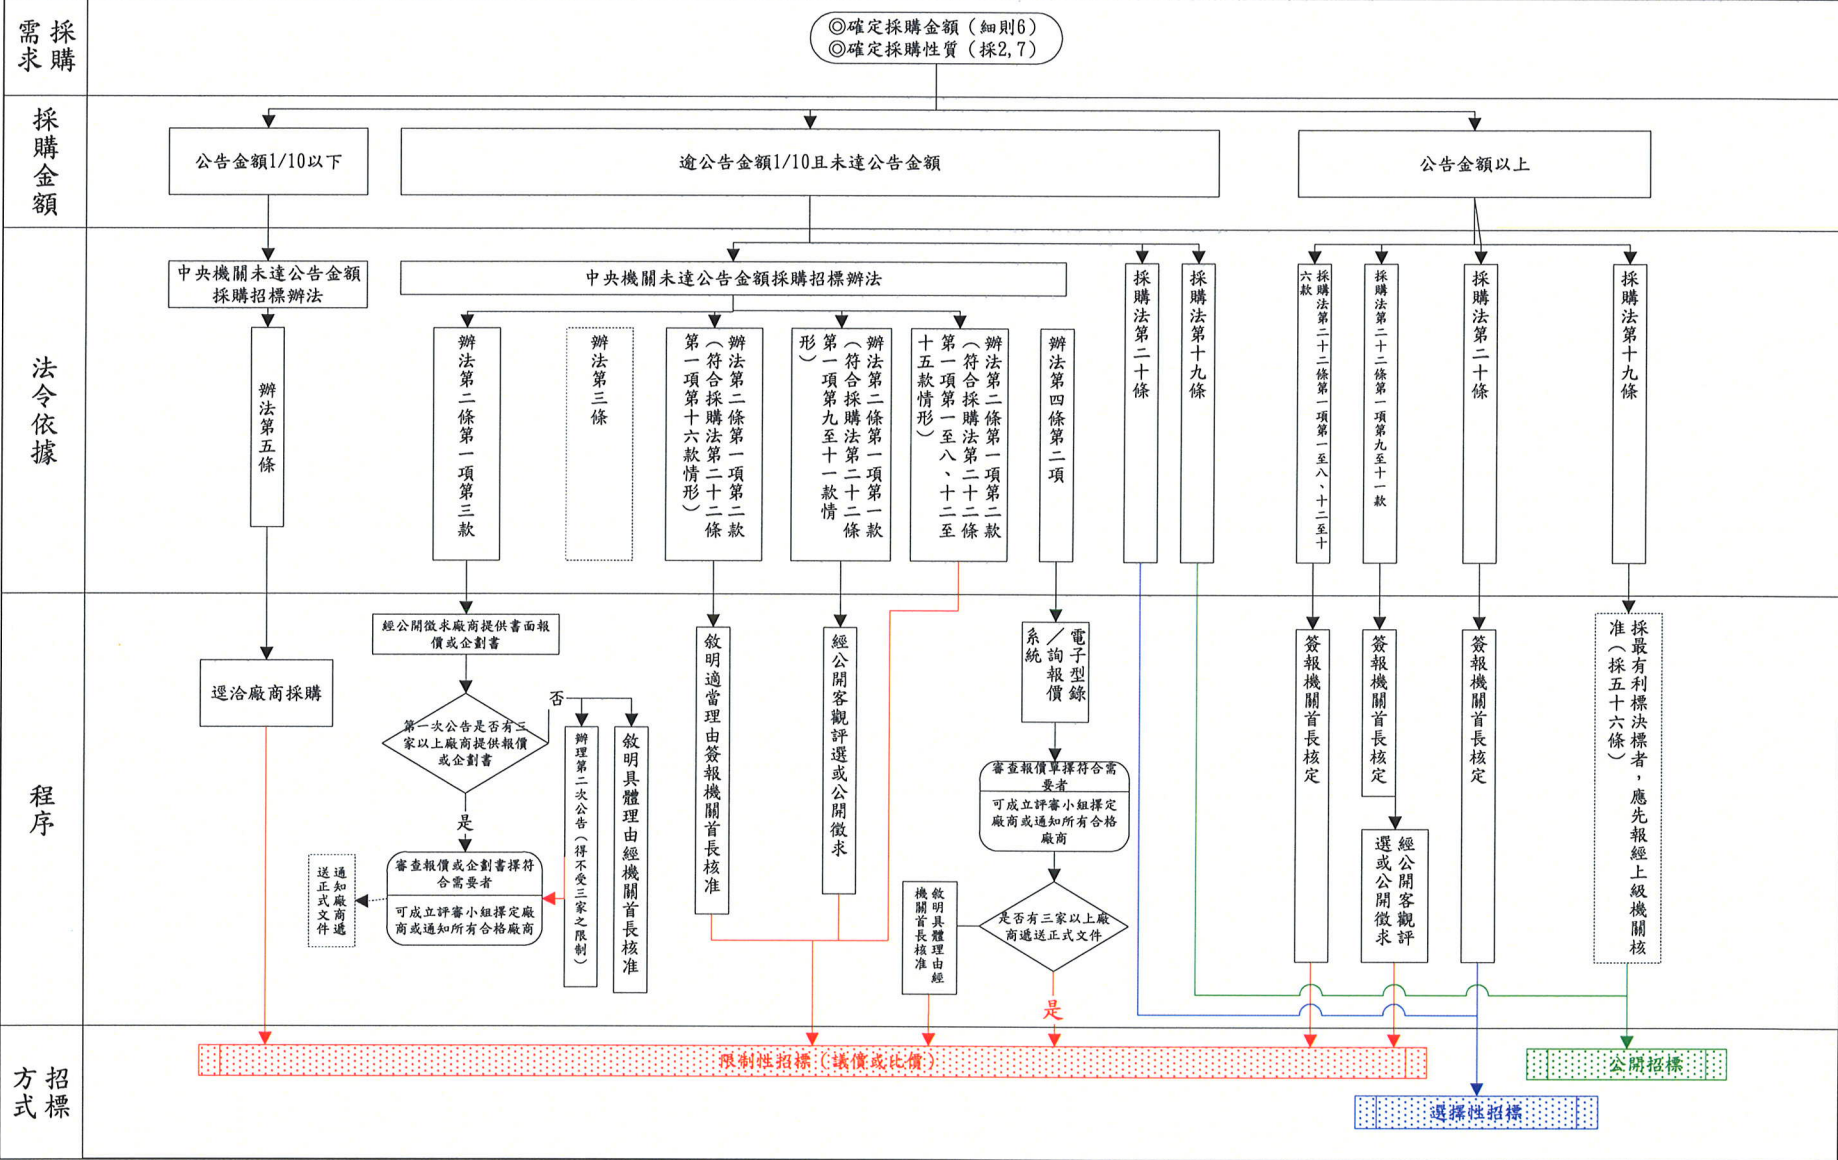 採購
需求
◎確定採購金額（細則6）
◎確定採購性質（採2,7）
採購金額
公告金額1/10以下
逾公告金額1/10且未達公告金額
公告金額以上
法令依據
中央機關未達公告金額
採購招標辦法
中央機關未達公告金額採購招標辦法
辦法第五條
辦法第二條第一項第三款
辦法第三條
辦法第二條第一項第二款
（符合採購法第二十二條
第一項第十六款情形）
辦法第二條第一項第一款
（符合採購法第二十二條
第一項第九至十一款情
形）
辦法第二條第一項第二款
（符合採購法第二十二條
第一項第一至八、十二至
十五款情形）
辦法第四條第二項
採購法第二十條
採購法第十九條
採購法第二十二條第一項第一至八、十二至十
六款
採購法第二十二條第一項第九至十一款
採購法第二十條
採購法第十九條
程序
逕洽廠商採購
經公開徵求廠商提供書面報
價或企劃書
第一次公告是否有三
家以上廠商提供報價
或企劃書
否
是
審查報價或企劃書擇符
合需要者
可成立評審小組擇定廠
商或通知所有合格廠商
通知廠商遞
送正式文件
辦理第二次公告（得不受三家之限制）
敘明具體理由經機關首長核准
敘明適當理由簽報機關首長核准
經公開客觀評選或公開徵求
電子型錄
／詢報價
系統
審查報價單擇符合需
要者
可成立評審小組擇定
廠商或通知所有合格
廠商
是否有三家以上廠
商遞送正式文件
敘明具體理由經
機關首長核准
是
簽報機關首長核定
簽報機關首長核定
經公開客觀評
選或公開徵求
簽報機關首長核定
採最有利標決標者，應先報經上級機關核
准（採五十六條）
招標
方式
限制性招標（議價或比價）
公開招標
選擇性招標